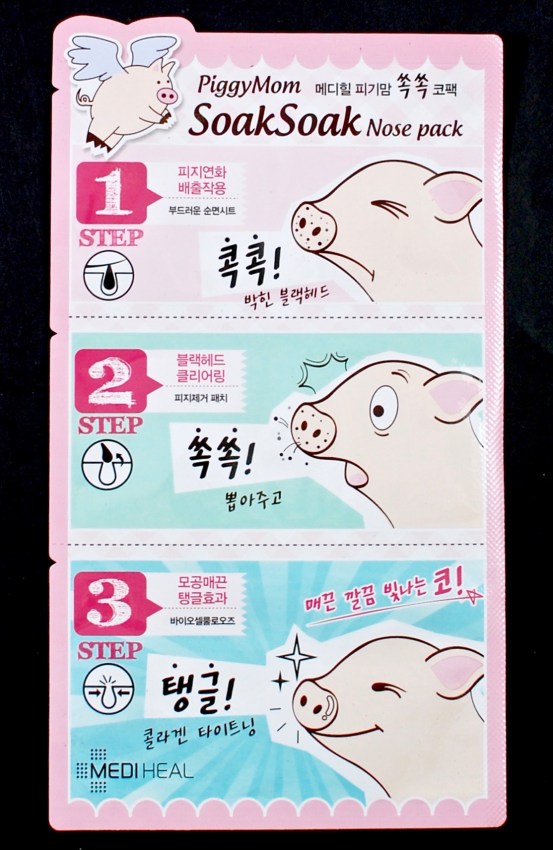 PiggyMom 메디힐 피기맘 쏙쏙 코팩
SoakSoak Nose pack
1
STEP
피지연화
배출작용
부드러운 순면시트
콕콕!
박힌 블랙헤드
2
STEP
블랙헤드
클리어링
피지제거 패치
쏙쏙!
뽑아주고
3
STEP
모공매끈
탱글효과
바이오셀룰로오즈
매끈 깔끔 빛나는 코!
탱글!
콜라겐 타이트닝
MEDIHEAL